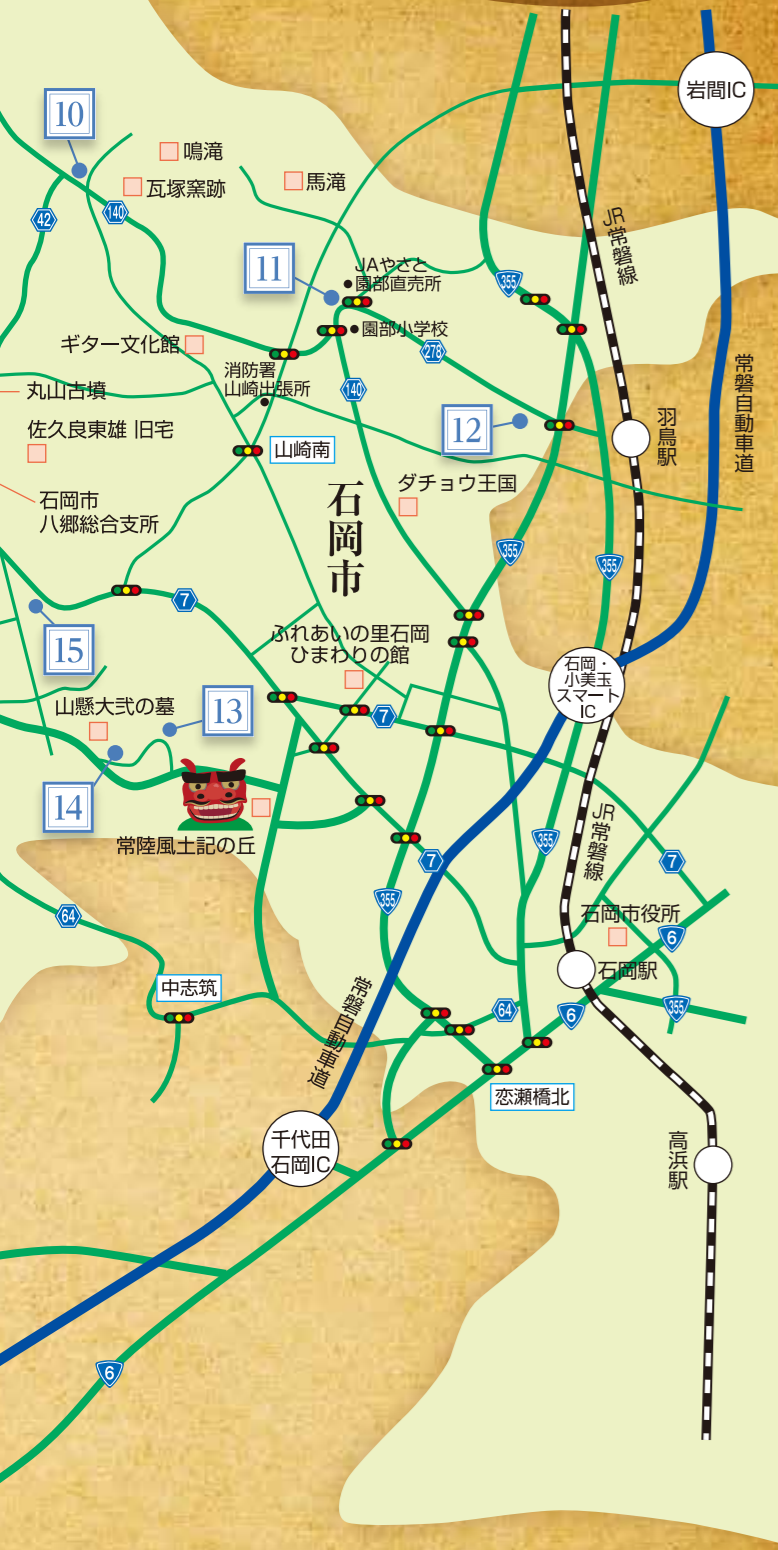 岩間IC
10
鳴滝
瓦塚窯跡
馬滝
42
140
JR常磐線
11
JAやさと
園部直売所
355
園部小学校
278
ギター文化館
消防署
山崎出張所
140
常磐自動車道
丸山古墳
佐久良東雄 旧宅
12
羽鳥駅
山崎南
石岡市
八郷総合支所
石岡市
ダチョウ王国
355
355
7
15
ふれあいの里石岡
ひまわりの館
石岡・
小美玉
スマート
IC
山縣大弐の墓
13
7
14
常陸風土記の丘
JR常磐線
355
7
7
355
64
石岡市役所
6
石岡駅
中志筑
常磐自動車道
64
6
355
恋瀬橋北
千代田
石岡IC
高浜駅
6